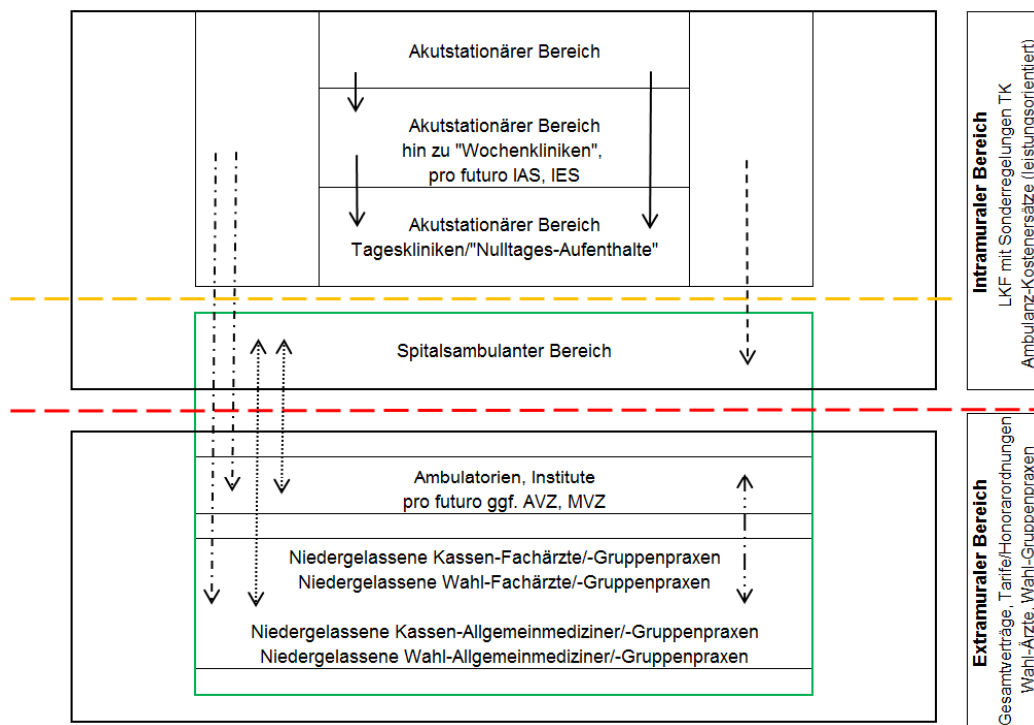 Akutstationärer Bereich
Akutstationärer Bereich
hin zu "Wochenkliniken",
pro futuro IAS, IES
Akutstationärer Bereich
Tageskliniken/"Nulltages-Aufenthalte"
Spitalsambulanter Bereich
Ambulatorien, Institute
pro futuro ggf. AVZ, MVZ
Niedergelassene Kassen-Fachärzte/-Gruppenpraxen
Niedergelassene Wahl-Fachärzte/-Gruppenpraxen
Niedergelassene Kassen-Allgemeinmediziner/-Gruppenpraxen
Niedergelassene Wahl-Allgemeinmediziner/-Gruppenpraxen
Intramuraler Bereich
LKF mit Sonderregelungen TK
Ambulanz-Kostenersätze (leistungsorientiert)
Extramuraler Bereich
Gesamtverträge, Tarife/Honorarordnungen
Wahl-Ärzte, Wahl-Gruppenpraxen